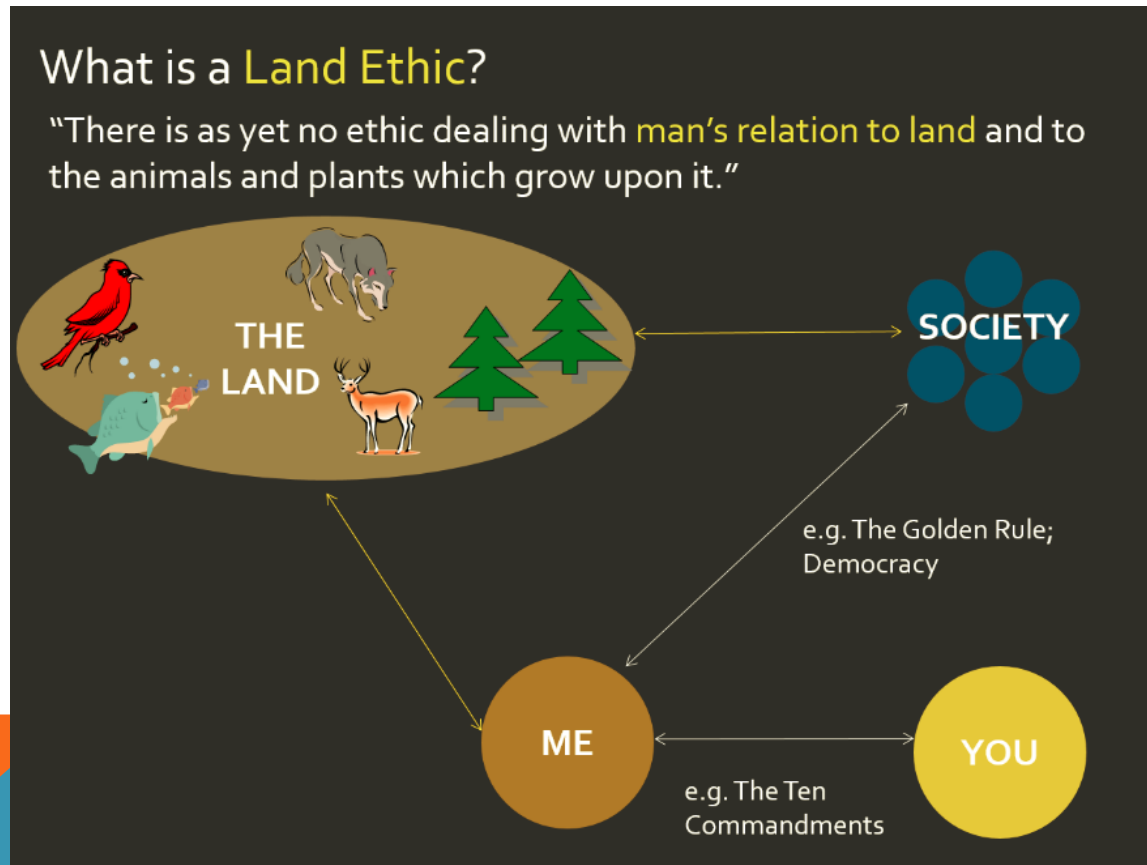 What is a Land Ethic?
“There is as yet no ethic dealing with man’s relation to land and to
the animals and plants which grow upon it.”
THE
LAND
SOCIETY
e.g. The Golden Rule;
Democracy
ME
YOU
e.g. The Ten
Commandments